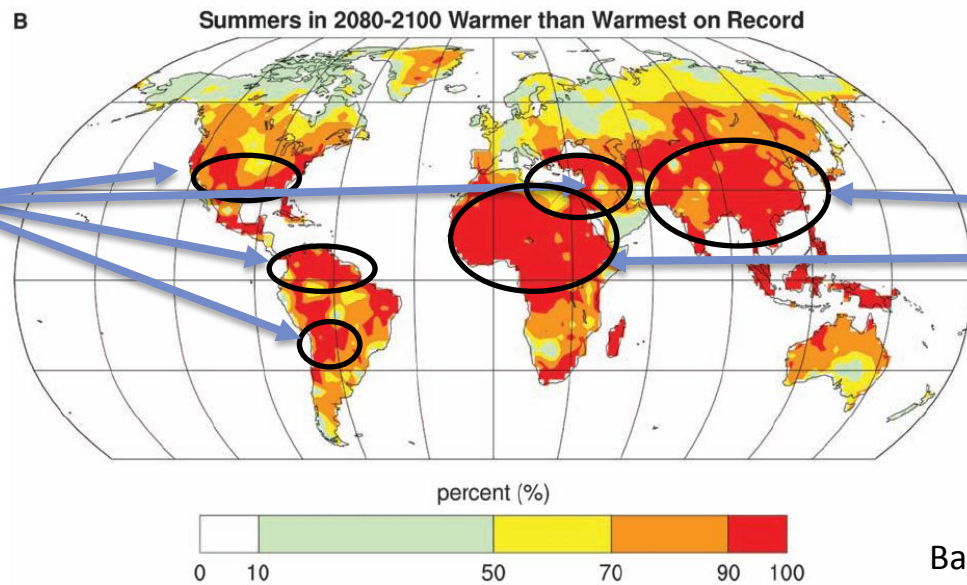 B
Summers in 2080-2100 Warmer than Warmest on Record
percent (%)
0 10 50 70 90 100
Ba